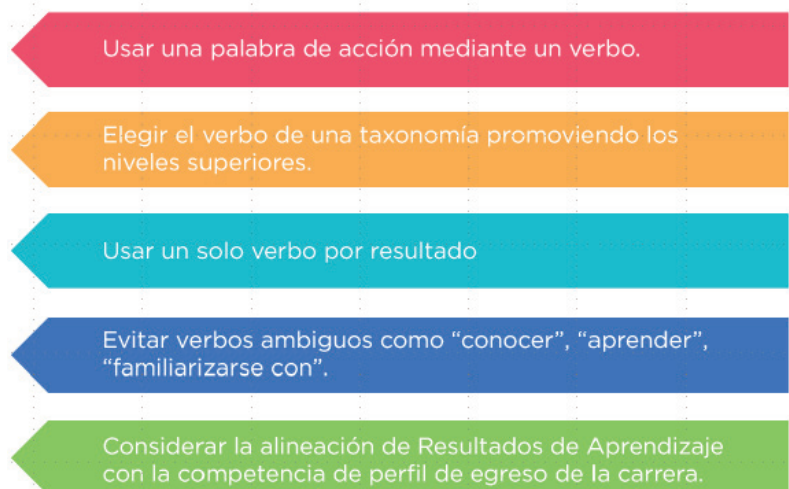 Usar una palabra de acción mediante un verbo.
Elegir el verbo de una taxonomía promoviendo los
niveles superiores.
Usar un solo verbo por resultado
Evitar verbos ambiguos como “conocer”, “aprender”,
“familiarizarse con”.
Considerar la alineación de Resultados de Aprendizaje
con la competencia de perfil de egreso de la carrera.